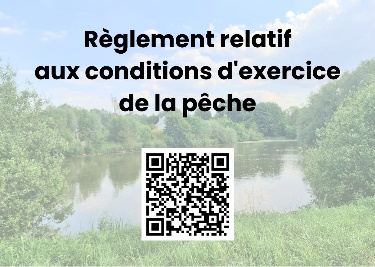 Règlement relatif
aux conditions d'exercice
de la pêche